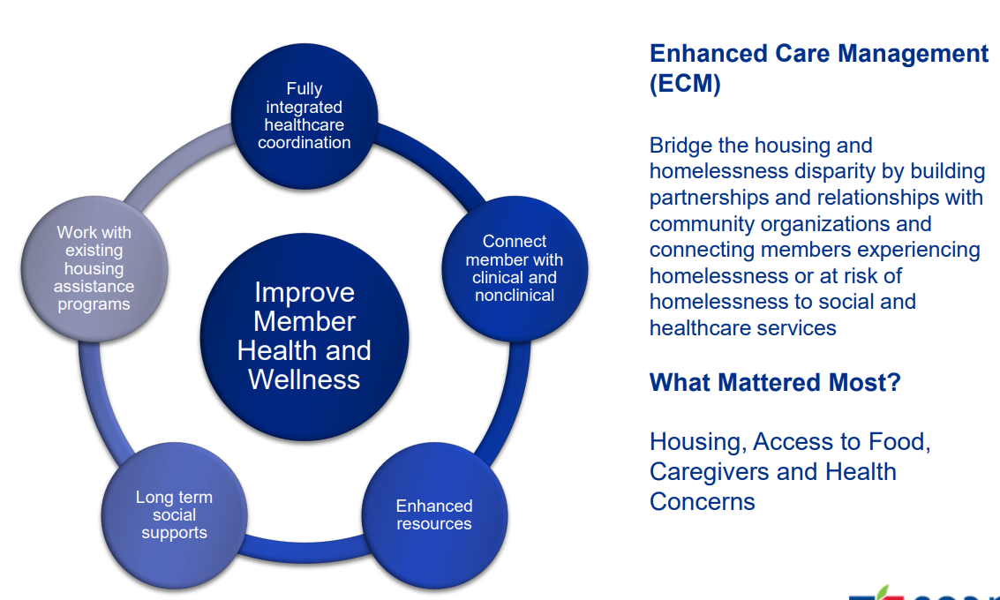 Fully
integrated
healthcare
coordination
Connect
member with
clinical and
nonclinical
Enhanced
resources
Long term
social
supports
Work with
existing
housing
assistance
programs
Improve
Member
Health and
Wellness
Enhanced Care Management
(ECM)
Bridge the housing and
homelessness disparity by building
partnerships and relationships with
community organizations and
connecting members experiencing
homelessness or at risk of
homelessness to social and
healthcare services
What Mattered Most?
Housing, Access to Food,
Caregivers and Health
Concerns